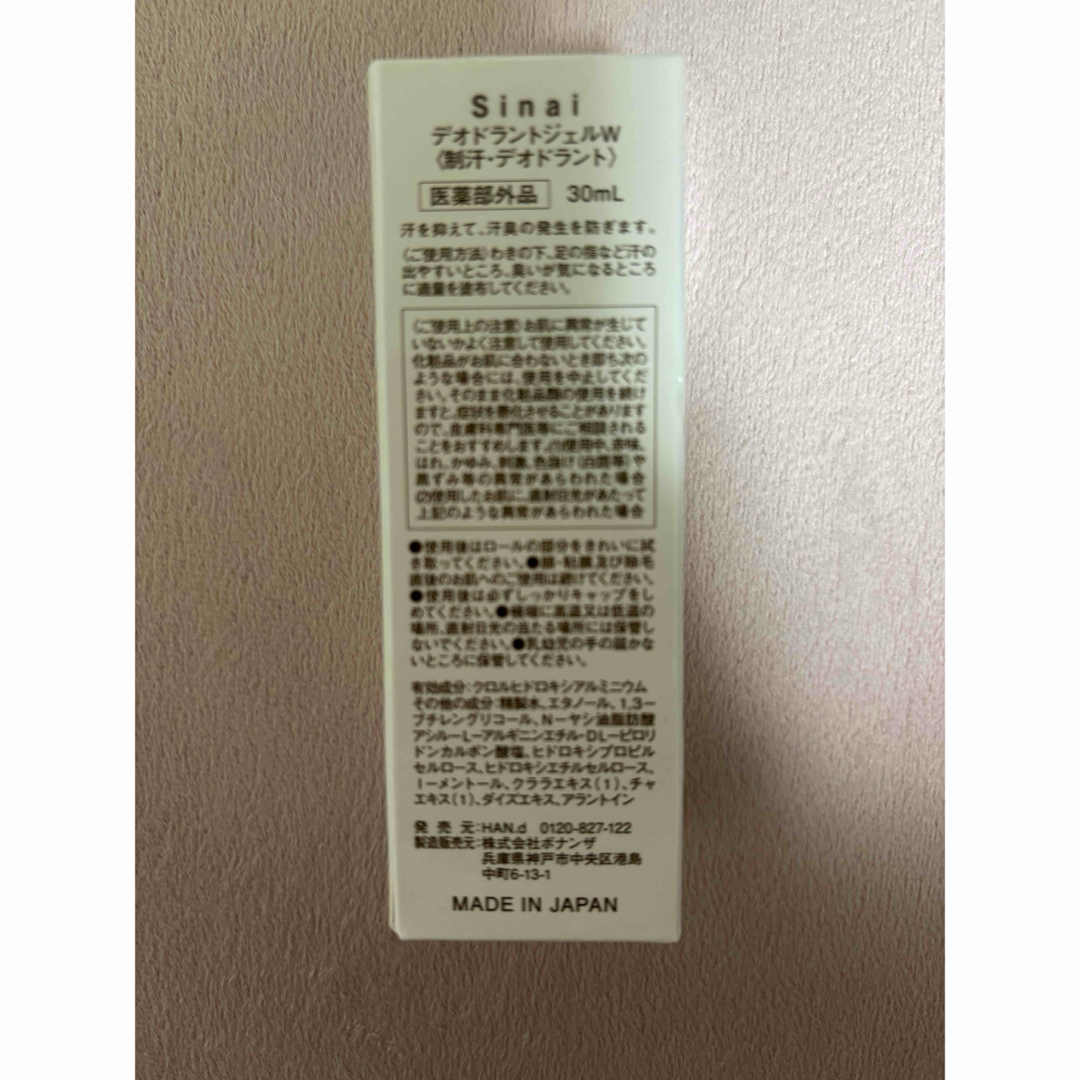 Sinai
デオドラントジェルW
〈制汗・デオドラント〉
医薬部外品 30mL
汗を抑えて、汗臭の発生を防ぎます。
〈ご使用方法〉わきの下、足の指など汗の
出やすいところ、臭いが気になるところ
に適量を塗布してください。
〈ご使用上の注意〉お肌に異常が生じて
いないかよく注意して使用してください。
化粧品がお肌に合わないとき即ち次の
ような場合には、使用を中止してくだ
さい。そのまま化粧品類の使用を続け
ますと、症状を悪化させることがあります
ので、皮膚科専門医等にご相談される
ことをおすすめします。(1)使用中、赤味、
はれ、かゆみ、刺激、色抜け(白斑等)や
黒ずみ等の異常があらわれた場合
(2)使用したお肌に、直射日光があたって
上記のような異常があらわれた場合
●使用後はロールの部分をきれいに拭
き取ってください。●顔・粘膜及び除毛
直後のお肌へのご使用は避けてください。
●使用後は必ずしっかりキャップをし
めてください。●極端に高温又は低温の
場所、直射日光の当たる場所には保管し
ないでください。●乳幼児の手の届かな
いところに保管してください。
有効成分:クロルヒドロキシアルミニウム
その他の成分:精製水、エタノール、1,3-
ブチレングリコール、N-ヤシ油脂肪酸
アシル-L-アルギニンエチル・DL-ピロリ
ドンカルボン酸塩、ヒドロキシプロピル
セルロース、ヒドロキシエチルセルロース、
l-メントール、クララエキス(1)、チャ
エキス(1)、ダイズエキス、アラントイン
発売元:HAN.d 0120-827-122
製造販売元:株式会社ボナンザ
兵庫県神戸市中央区港島
中町6-13-1
MADE IN JAPAN